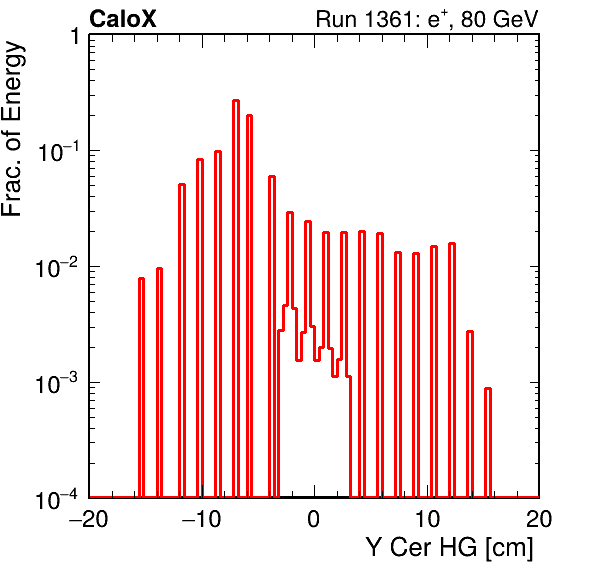 CaloX Run 1361: e⁺, 80 GeV
Frac. of Energy
1
10⁻¹
10⁻²
10⁻³
10⁻⁴
−20 −10 0 10 20
Y Cer HG [cm]